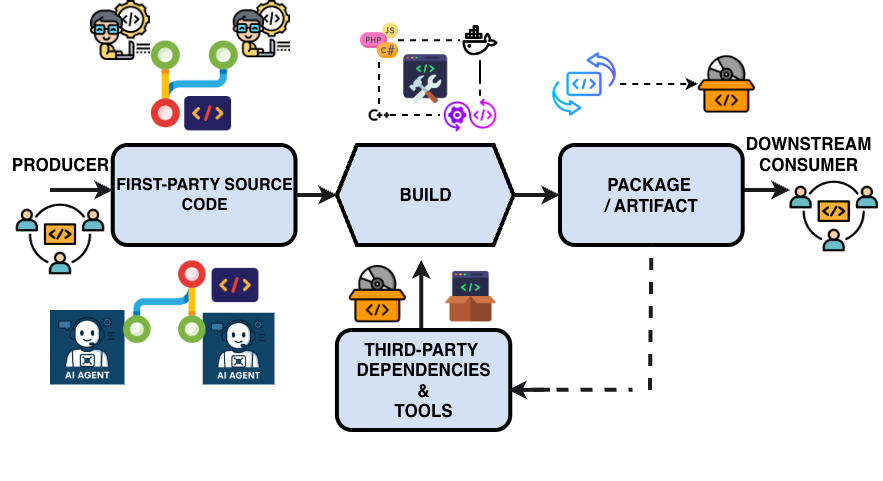 JS
PHP
C#
</>
C++
</>
</>
</>
</>
</>
</>
</>
PRODUCER
FIRST-PARTY SOURCE
CODE
BUILD
PACKAGE
/ ARTIFACT
DOWNSTREAM
CONSUMER
</>
</>
</>
</>
</>
AI AGENT
AI AGENT
THIRD-PARTY
DEPENDENCIES
&
TOOLS